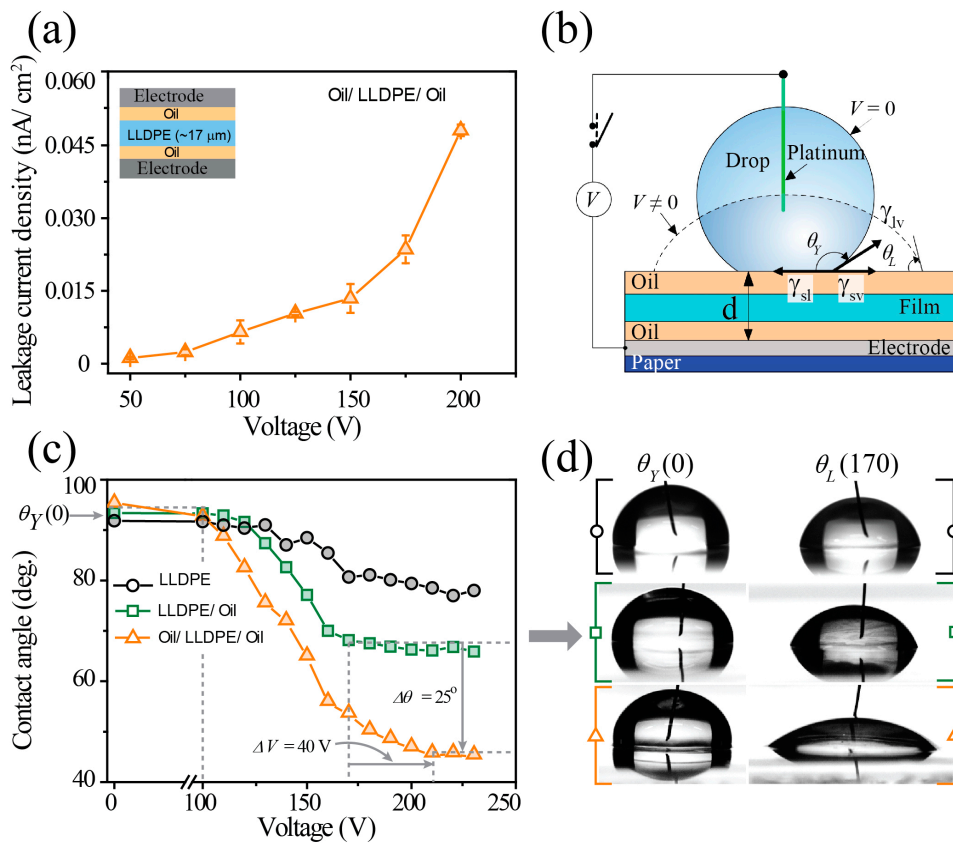 (a)
Leakage current density (nA/ cm²)
0.060
0.045
0.030
0.015
0
50
100
150
200
Voltage (V)
Oil/ LLDPE/ Oil
Electrode
Oil
LLDPE (~17 μm)
Oil
Electrode
(b)
V = 0
Drop
Platinum
V
V ≠ 0
γlv
θY
θL
γsl
γsv
Oil
d
Film
Oil
Electrode
Paper
(c)
Contact angle (deg.)
100
80
60
40
θY(0)
LLDPE
LLDPE/ Oil
Oil/ LLDPE/ Oil
Δθ = 25°
ΔV = 40 V
0
100
150
200
250
Voltage (V)
(d)
θY(0)
θL(170)